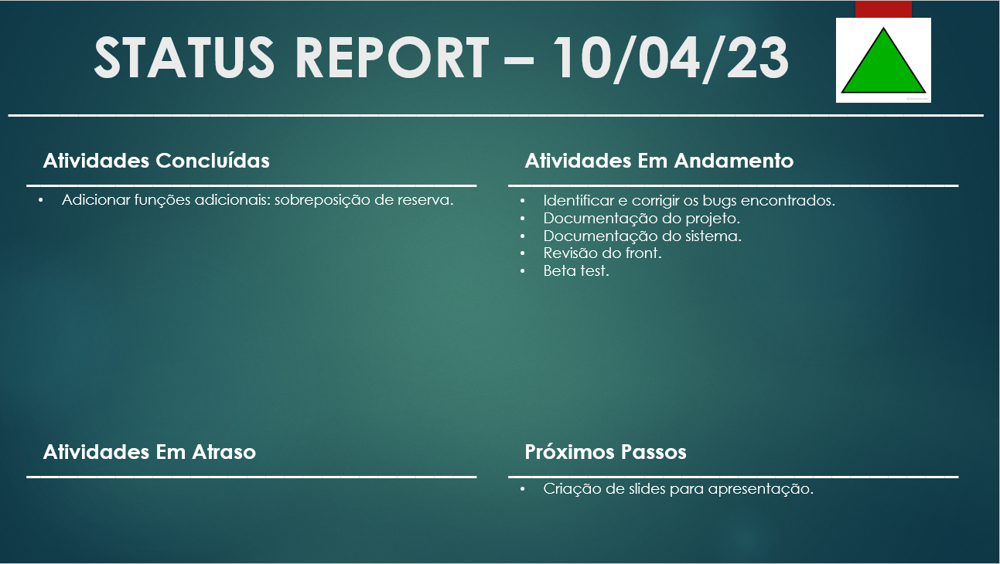 STATUS REPORT – 10/04/23
Atividades Concluídas
• Adicionar funções adicionais: sobreposição de reserva.
Atividades Em Andamento
• Identificar e corrigir os bugs encontrados.
• Documentação do projeto.
• Documentação do sistema.
• Revisão do front.
• Beta test.
Atividades Em Atraso
Próximos Passos
• Criação de slides para apresentação.